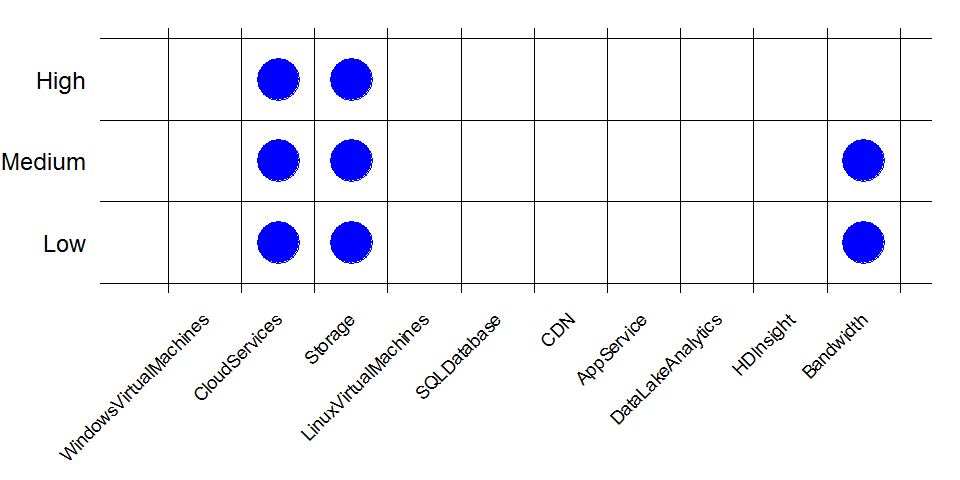 High
Medium
Low
WindowsVirtualMachines
CloudServices
Storage
LinuxVirtualMachines
SQLDatabase
CDN
AppService
DataLakeAnalytics
HDInsight
Bandwidth